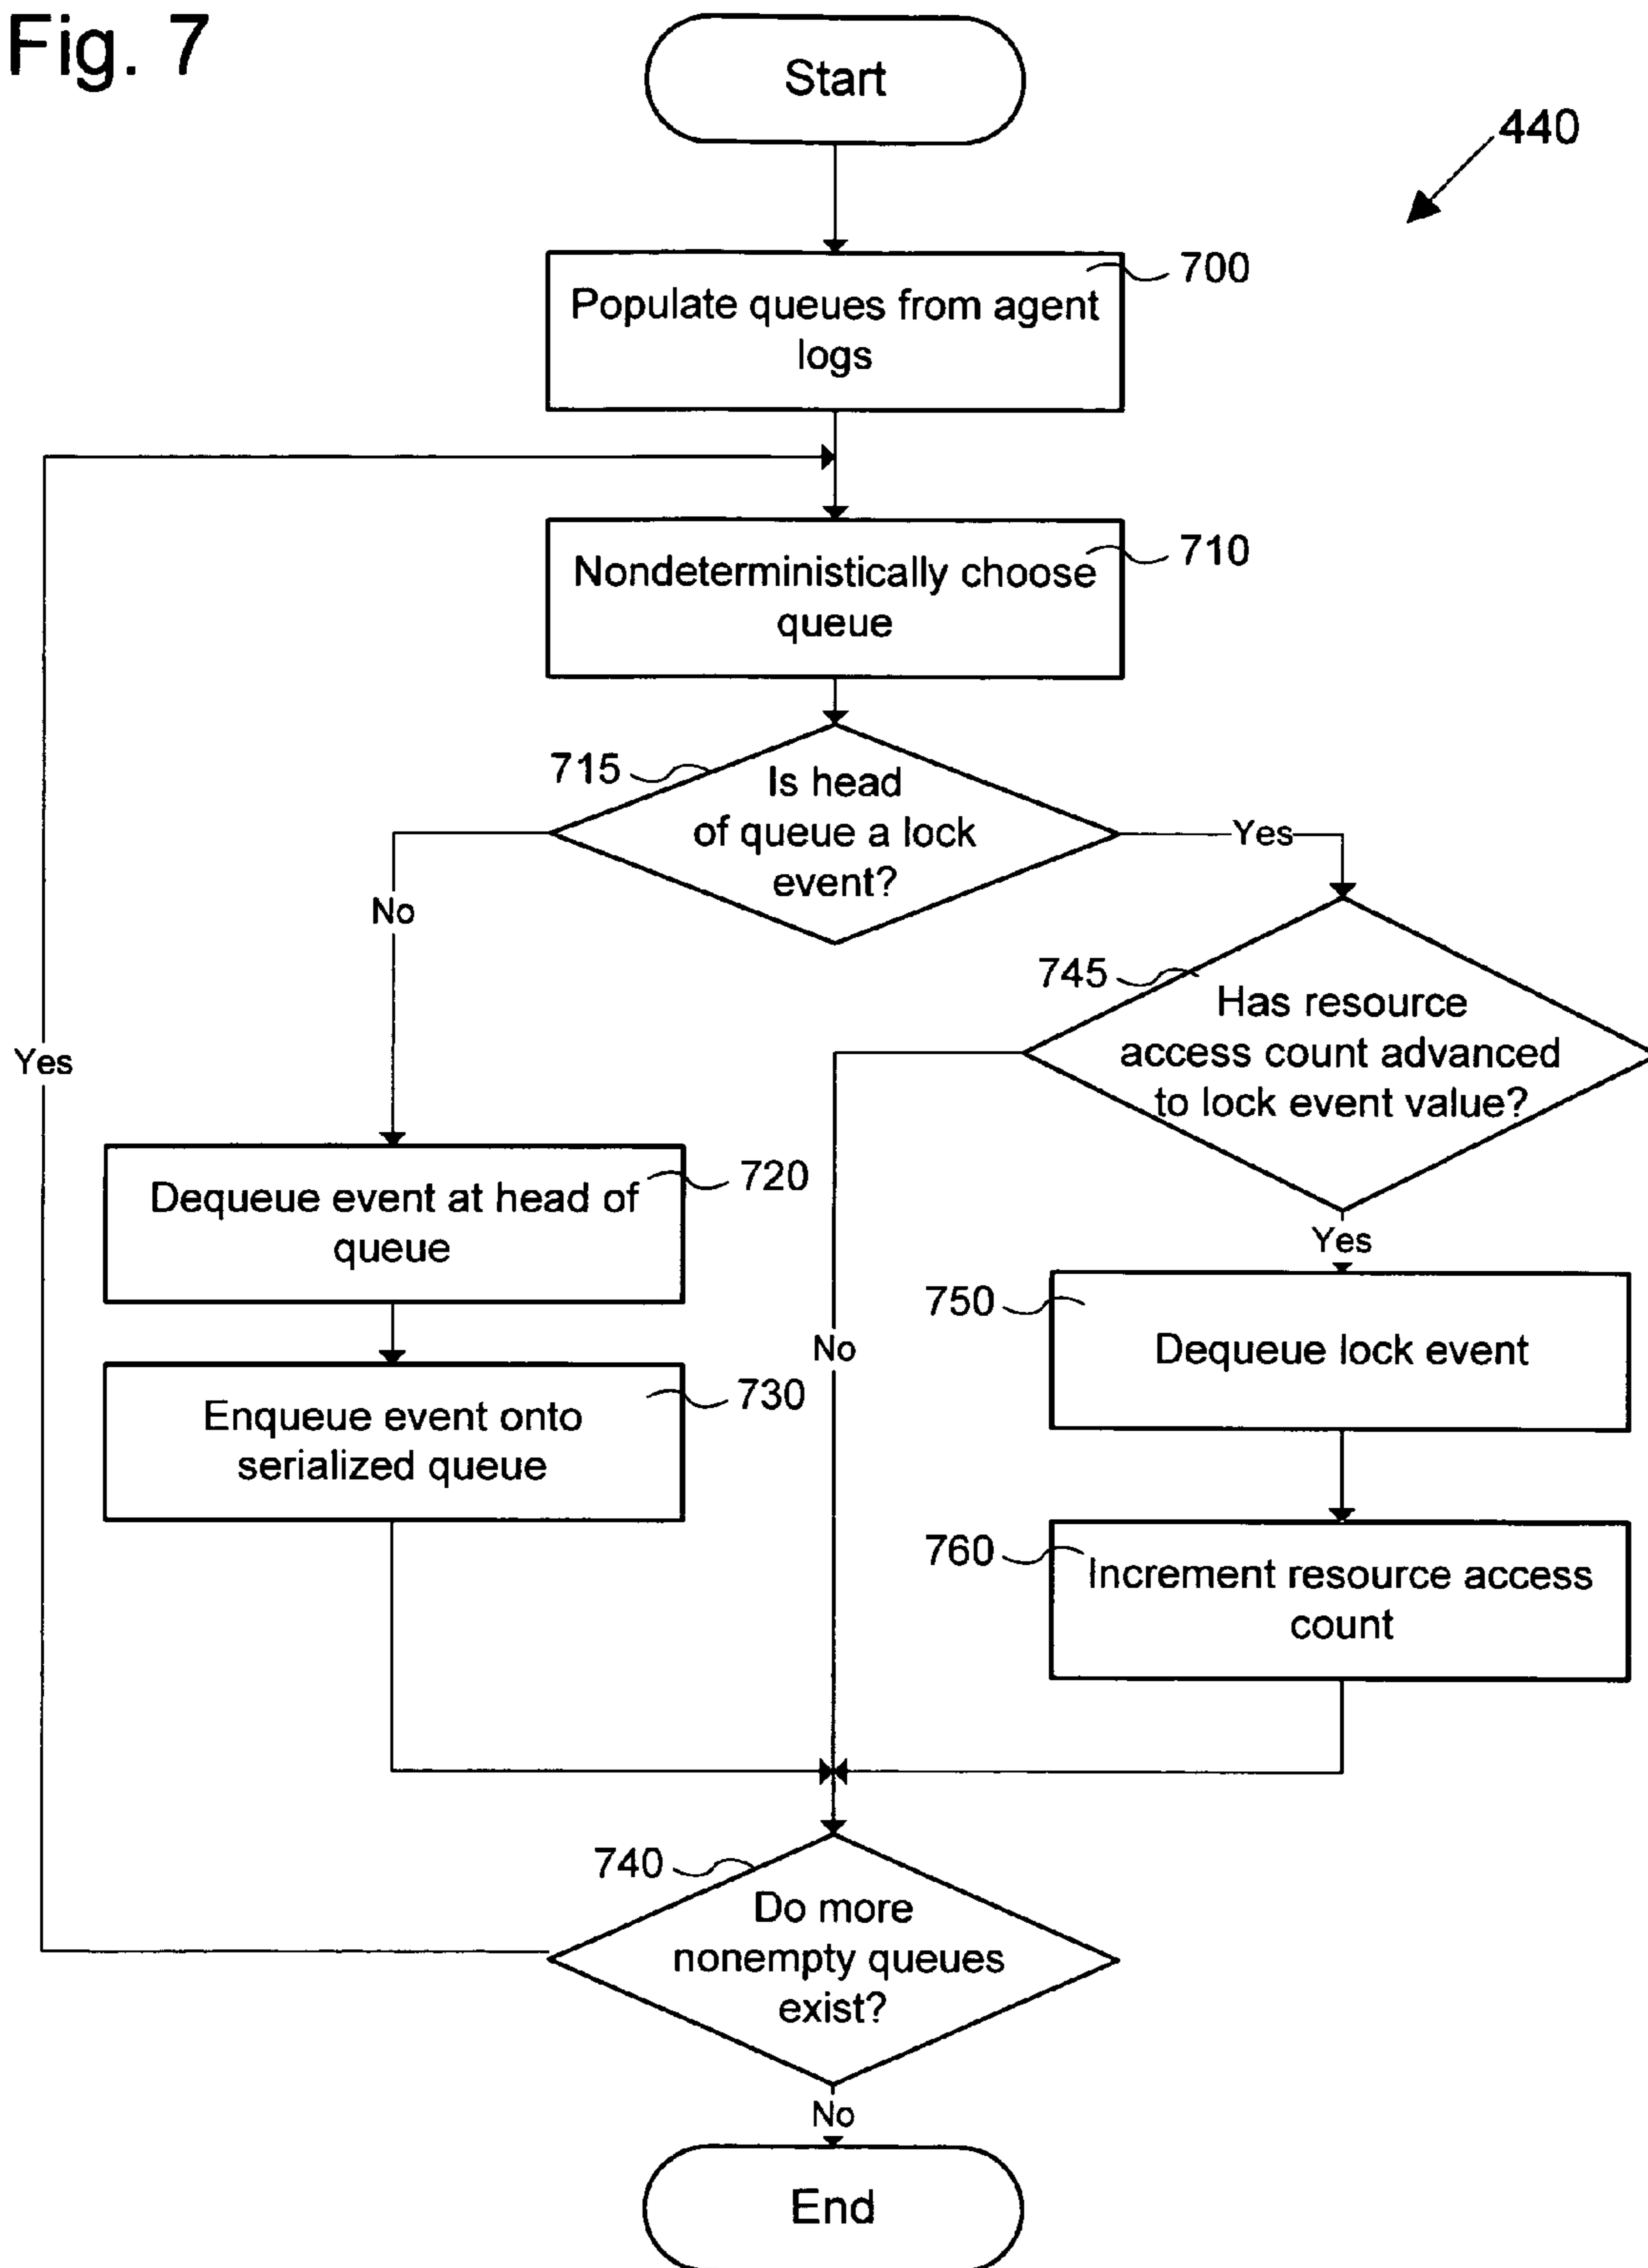 Fig. 7
Start
440
700
Populate queues from agent
logs
710
Nondeterministically choose
queue
715
Is head
of queue a lock
event?
Yes
No
745
Has resource
access count advanced
to lock event value?
Yes
720
Dequeue event at head of
queue
Yes
750
Dequeue lock event
No
730
Enqueue event onto
serialized queue
760
Increment resource access
count
740
Do more
nonempty queues
exist?
No
End